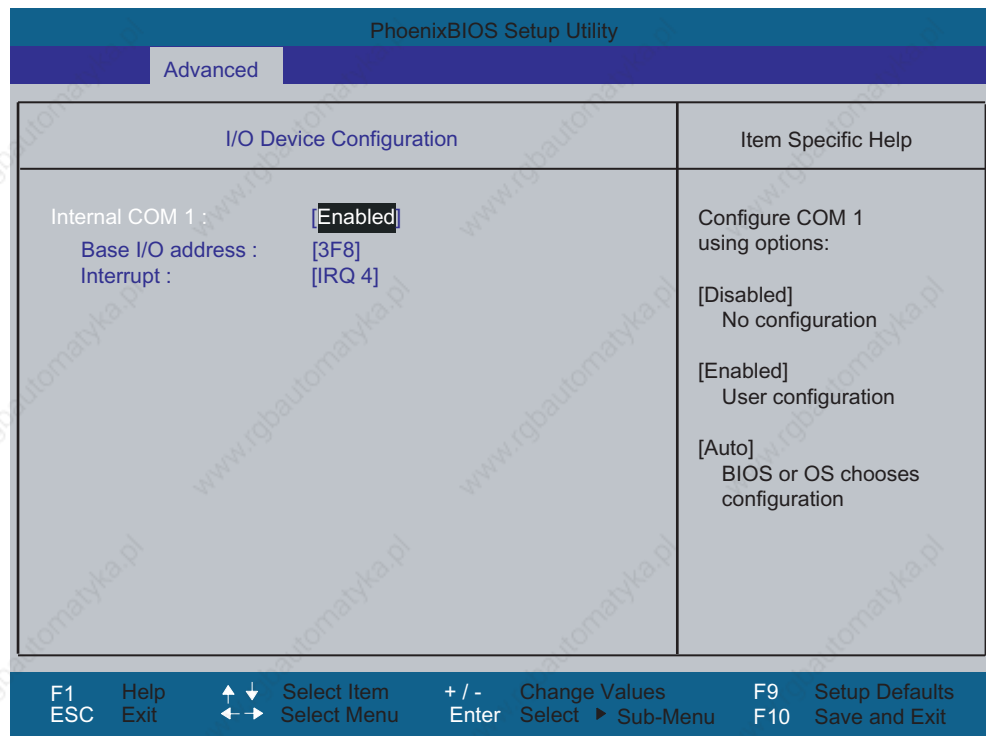 PhoenixBIOS Setup Utility
Advanced
I/O Device Configuration
Internal COM 1 : [Enabled]
Base I/O address : [3F8]
Interrupt : [IRQ 4]
Item Specific Help
Configure COM 1
using options:
[Disabled]
No configuration
[Enabled]
User configuration
[Auto]
BIOS or OS chooses
configuration
F1 Help Select Item + / - Change Values F9 Setup Defaults
ESC Exit Select Menu Enter Select Sub-Menu F10 Save and Exit
www.rgbautomatyka.pl